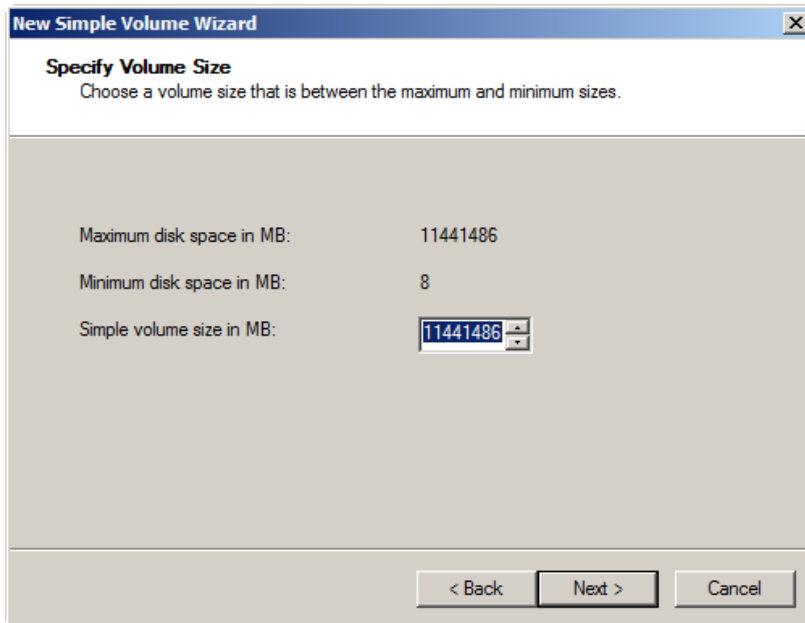 New Simple Volume Wizard
Specify Volume Size
Choose a volume size that is between the maximum and minimum sizes.
Maximum disk space in MB: 11441486
Minimum disk space in MB: 8
Simple volume size in MB: 11441486
< Back Next > Cancel